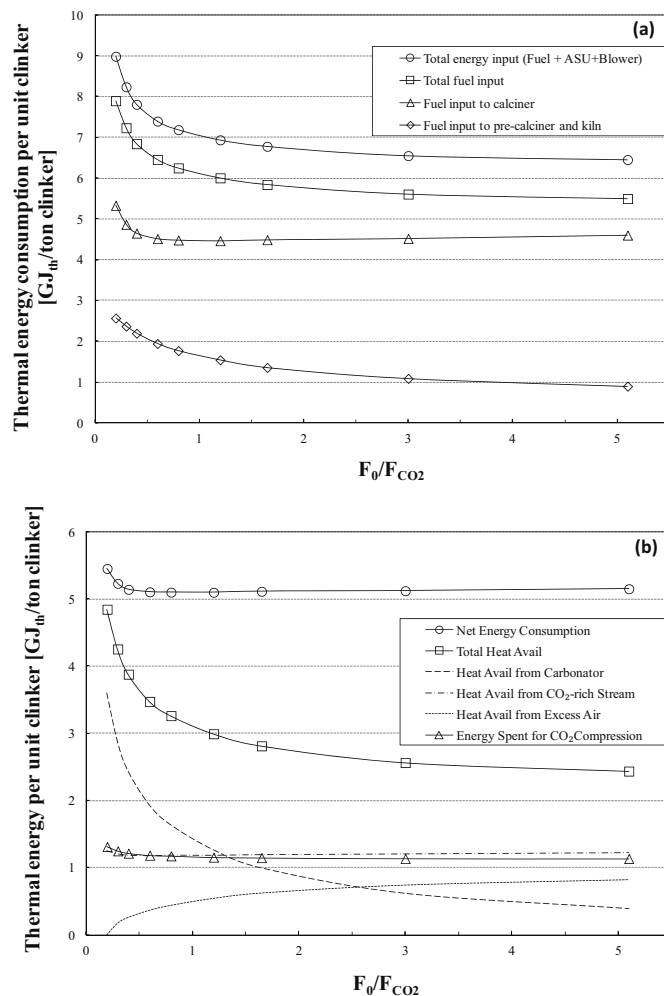 (a)
Thermal energy consumption per unit clinker
[GJth/ton clinker]
10
9
8
7
6
5
4
3
2
1
0
Total energy input (Fuel + ASU+Blower)
Total fuel input
Fuel input to calciner
Fuel input to pre-calciner and kiln
0
1
2
3
4
5
F0/FCO2
(b)
Thermal energy per unit clinker [GJth/ton clinker]
6
5
4
3
2
1
0
Net Energy Consumption
Total Heat Avail
Heat Avail from Carbonator
Heat Avail from CO2-rich Stream
Heat Avail from Excess Air
Energy Spent for CO2Compression
0
1
2
3
4
5
F0/FCO2